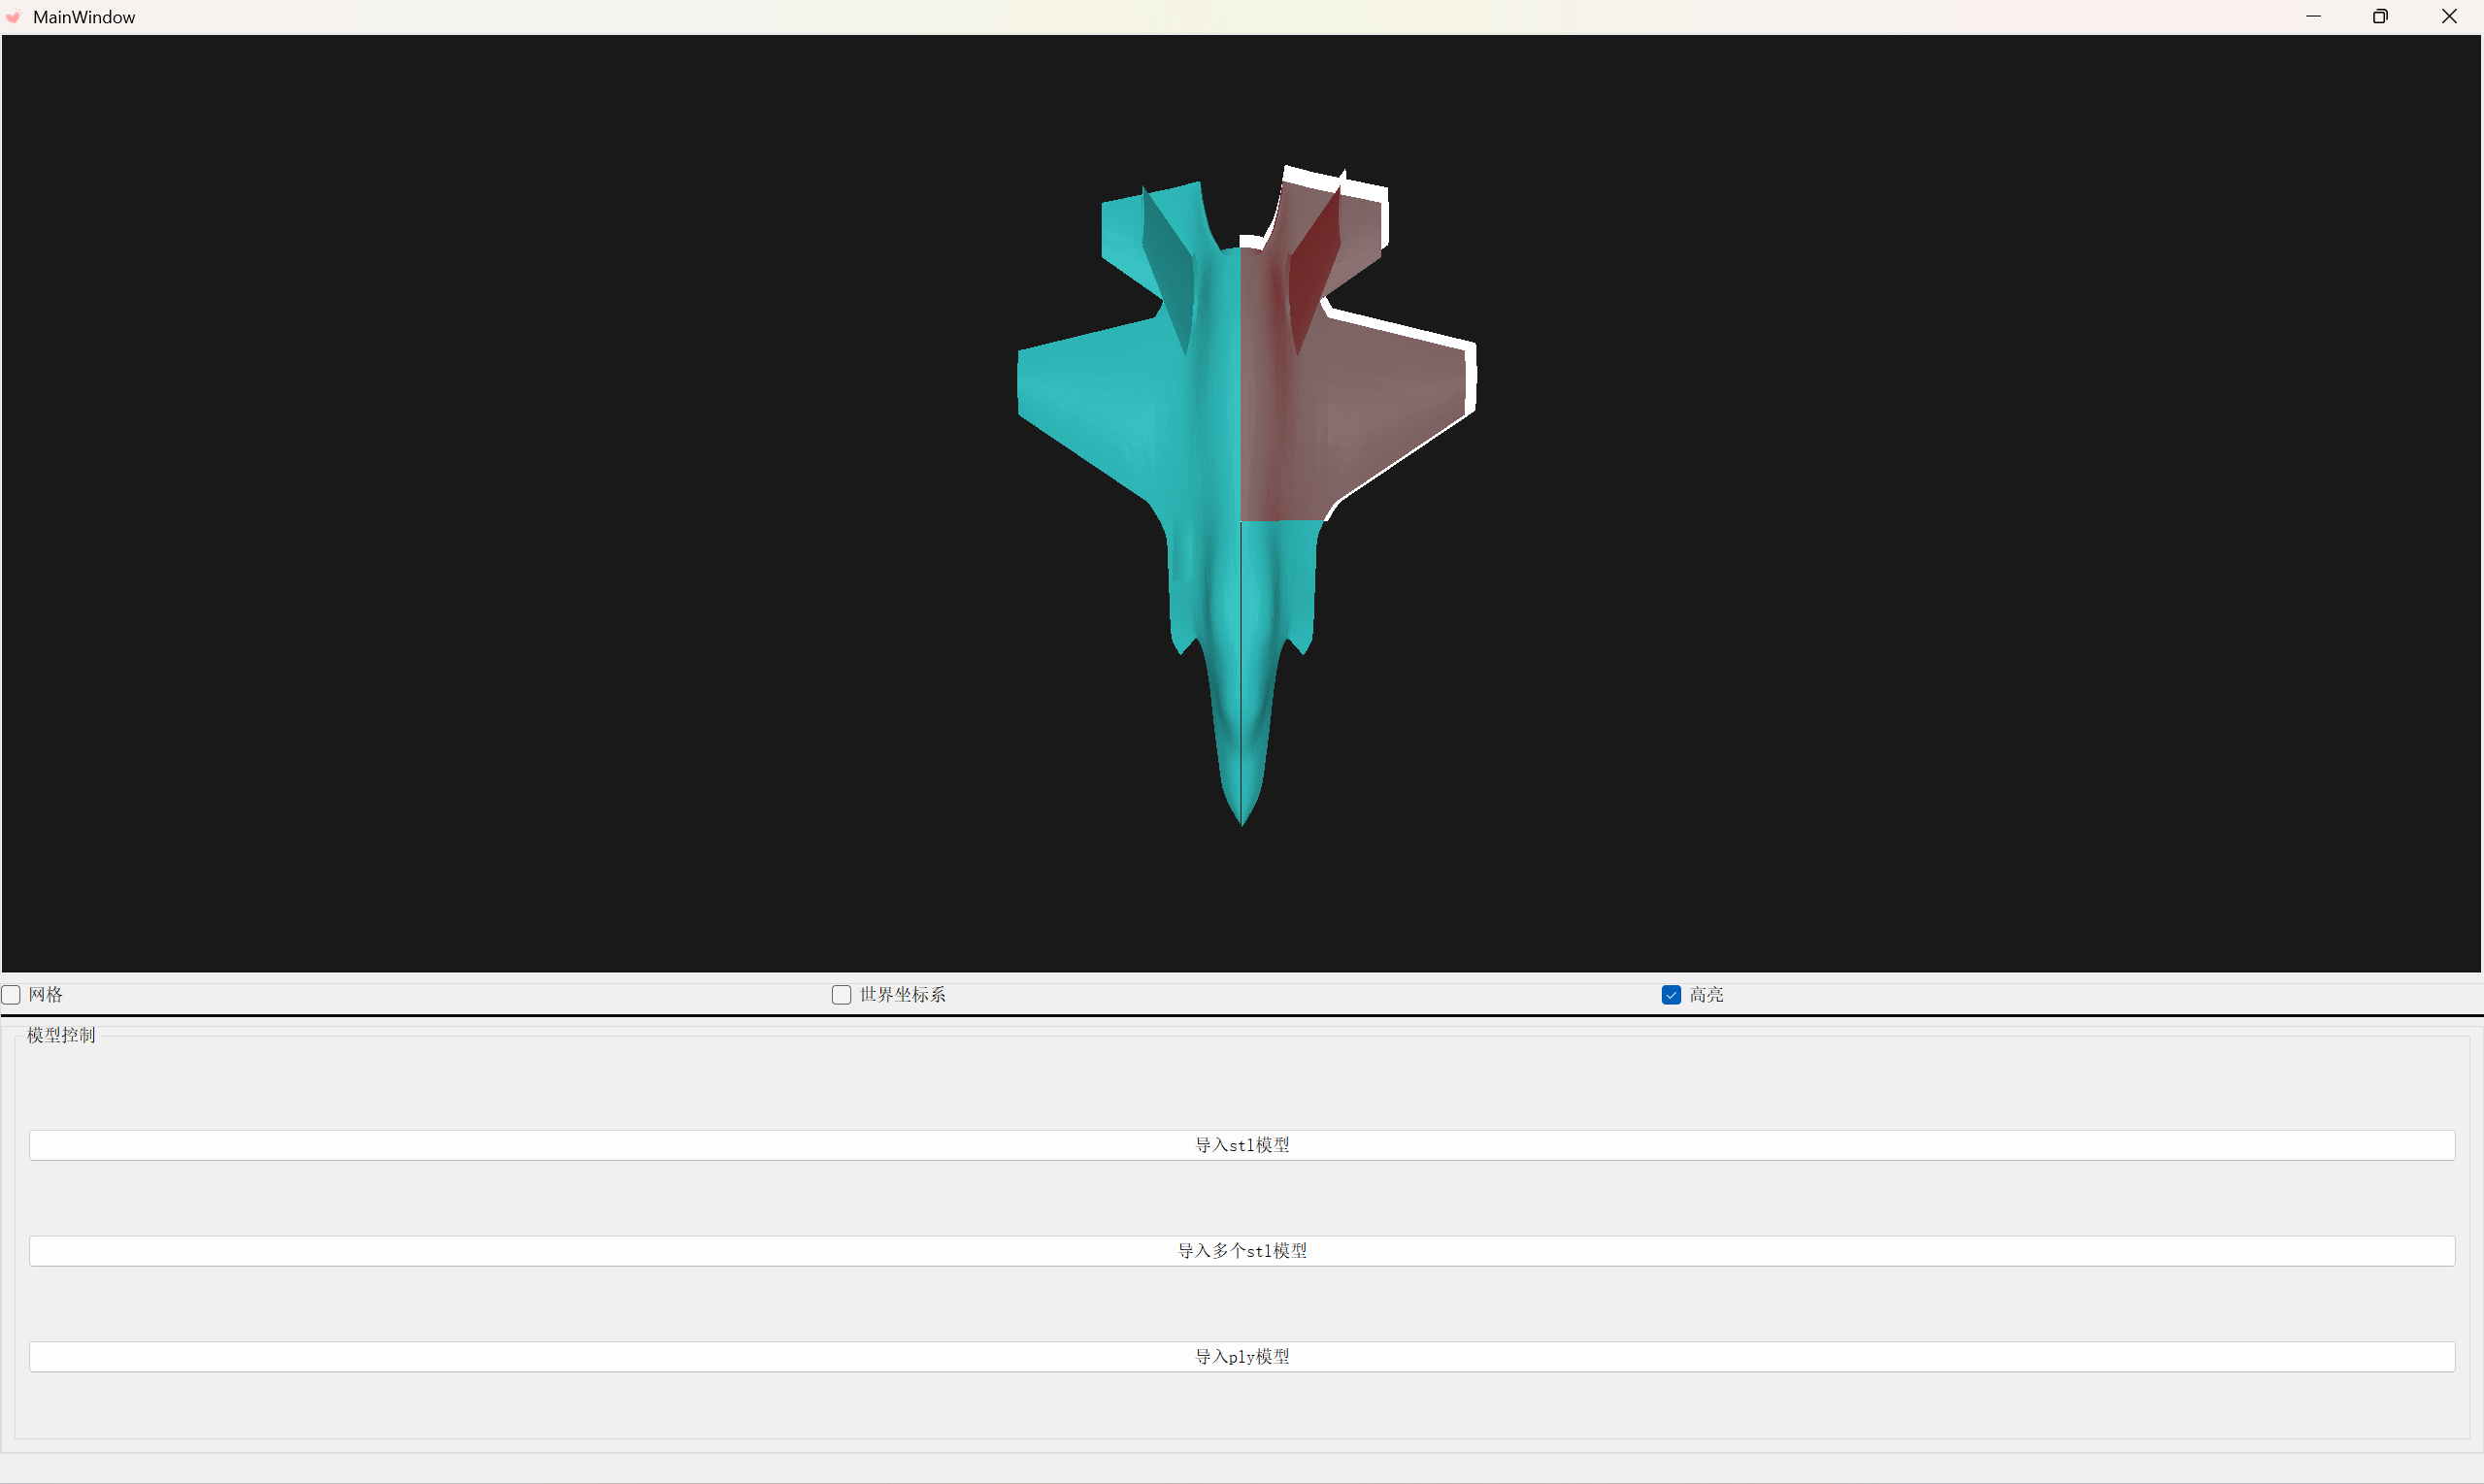 MainWindow
网格
世界坐标系
高亮
模型控制
导入stl模型
导入多个stl模型
导入ply模型